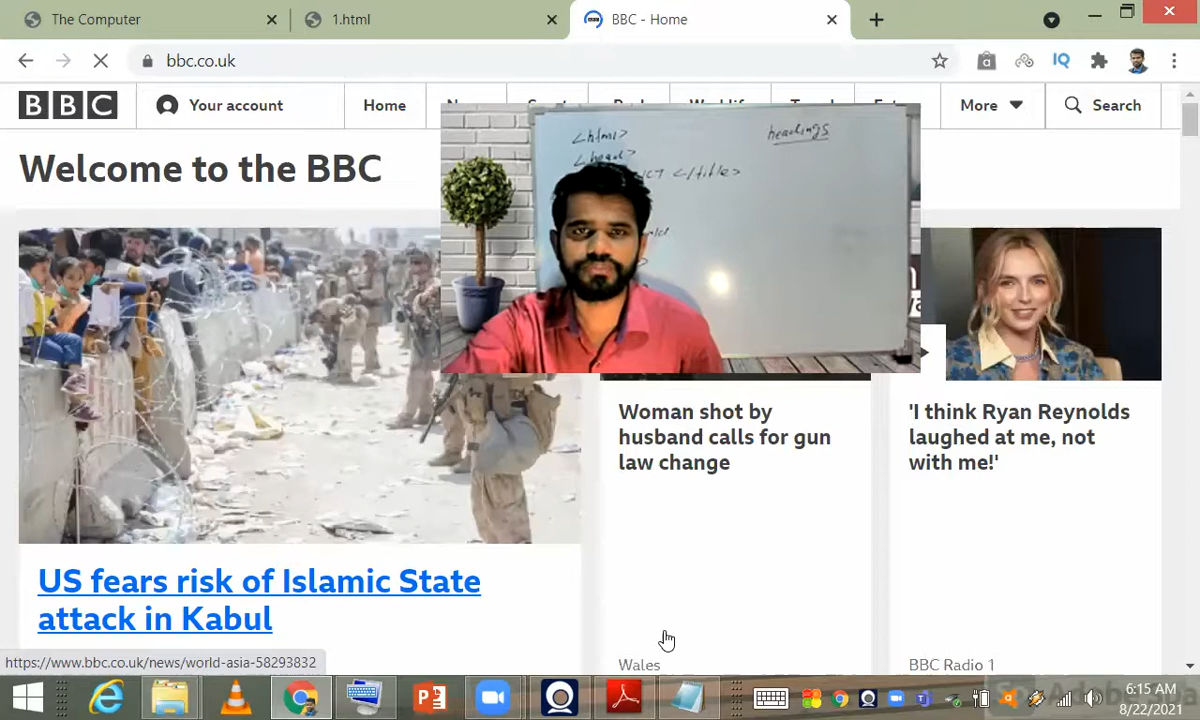 The Computer
1.html
BBC - Home
bbc.co.uk
IQ
BBC
Your account
Home
More
Search
Welcome to the BBC
<html>
<head>
ICT </title>
headings
Woman shot by
husband calls for gun
law change
'I think Ryan Reynolds
laughed at me, not
with me!'
US fears risk of Islamic State
attack in Kabul
Wales
BBC Radio 1
https://www.bbc.co.uk/news/world-asia-58293832
6:15 AM
8/22/2021